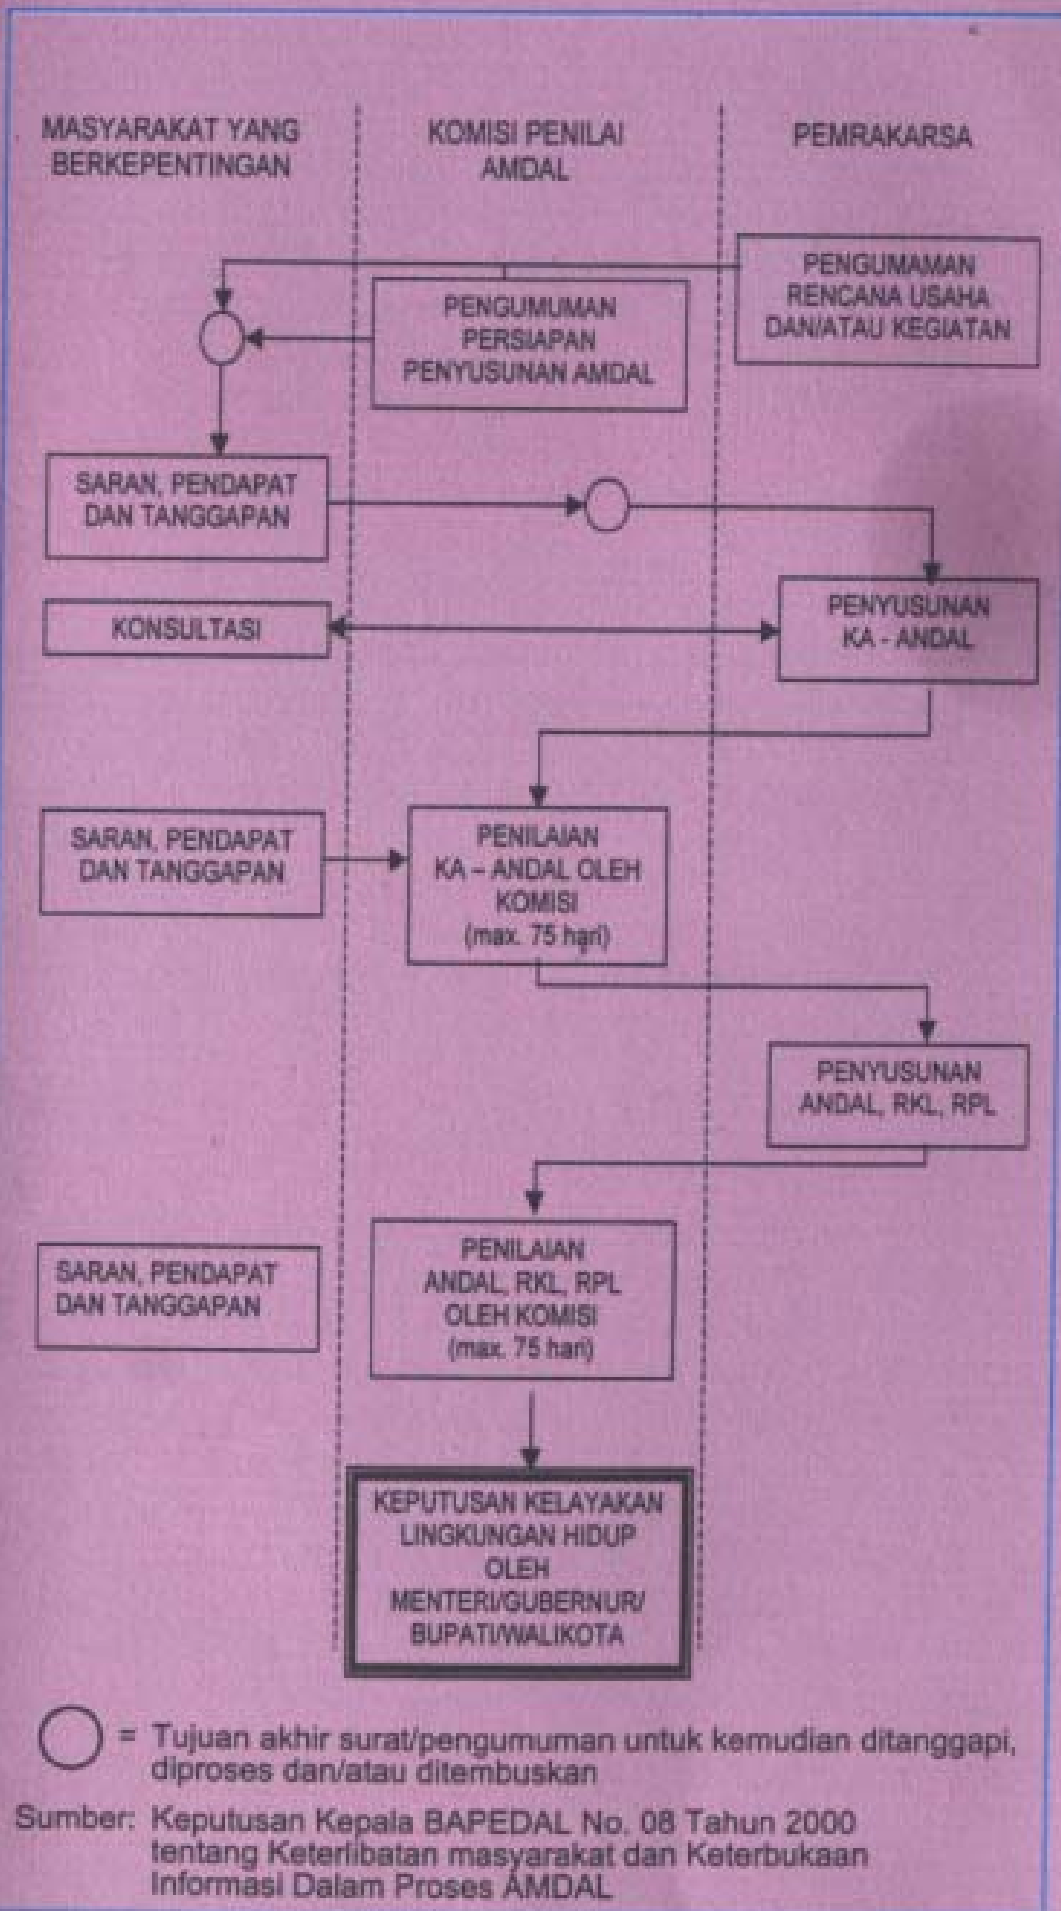 MASYARAKAT YANG
BERKEPENTINGAN
KOMISI PENILAI
AMDAL
PEMRAKARSA
PENGUMAMAN
RENCANA USAHA
DAN/ATAU KEGIATAN
PENGUMUMAN
PERSIAPAN
PENYUSUNAN AMDAL
SARAN, PENDAPAT
DAN TANGGAPAN
PENYUSUNAN
KA - ANDAL
KONSULTASI
SARAN, PENDAPAT
DAN TANGGAPAN
PENILAIAN
KA – ANDAL OLEH
KOMISI
(max. 75 hari)
PENYUSUNAN
ANDAL, RKL, RPL
SARAN, PENDAPAT
DAN TANGGAPAN
PENILAIAN
ANDAL, RKL, RPL
OLEH KOMISI
(max. 75 hari)
KEPUTUSAN KELAYAKAN
LINGKUNGAN HIDUP
OLEH
MENTERI/GUBERNUR/
BUPATI/WALIKOTA
= Tujuan akhir surat/pengumuman untuk kemudian ditanggapi,
diproses dan/atau ditembuskan
Sumber: Keputusan Kepala BAPEDAL No. 08 Tahun 2000
tentang Keterlibatan masyarakat dan Keterbukaan
Informasi Dalam Proses AMDAL